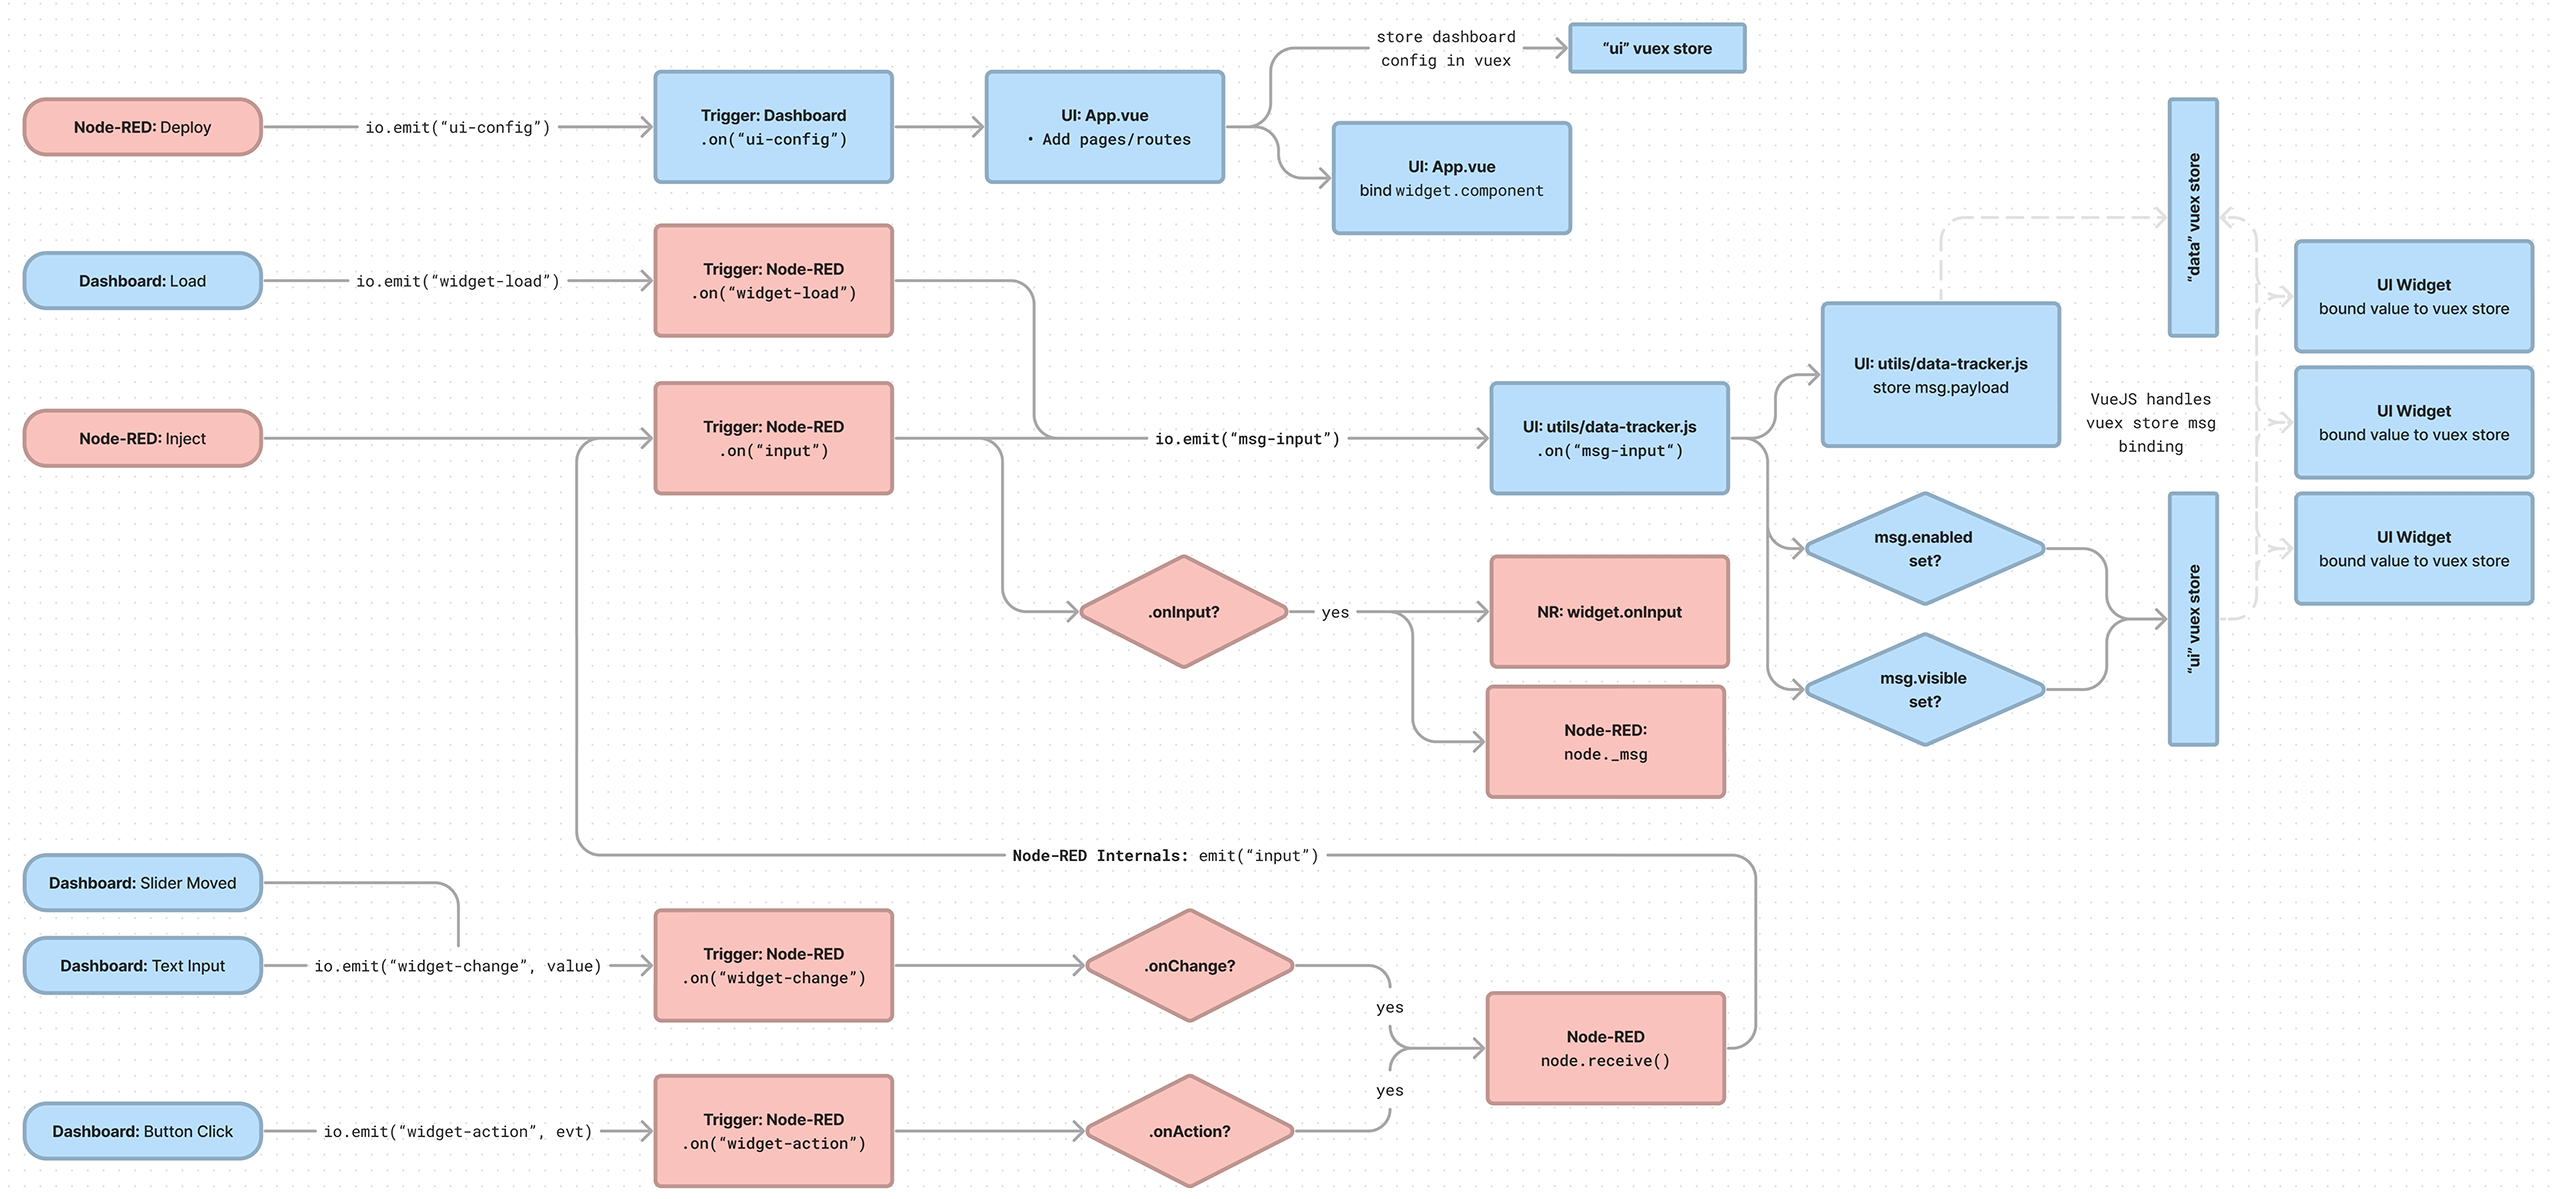 store dashboard
config in vuex
“ui” vuex store
Node-RED: Deploy
io.emit(“ui-config”)
Trigger: Dashboard
.on(“ui-config”)
UI: App.vue
• Add pages/routes
UI: App.vue
bind widget.component
“data” vuex store
Dashboard: Load
io.emit(“widget-load”)
Trigger: Node-RED
.on(“widget-load”)
UI Widget
bound value to vuex store
UI: utils/data-tracker.js
store msg.payload
VueJS handles
vuex store msg
binding
UI Widget
bound value to vuex store
Node-RED: Inject
Trigger: Node-RED
.on(“input”)
io.emit(“msg-input”)
UI: utils/data-tracker.js
.on(“msg-input“)
msg.enabled
set?
UI Widget
bound value to vuex store
.onInput?
yes
NR: widget.onInput
“ui” vuex store
msg.visible
set?
Node-RED:
node._msg
Node-RED Internals: emit(“input”)
Dashboard: Slider Moved
Dashboard: Text Input
io.emit(“widget-change”, value)
Trigger: Node-RED
.on(“widget-change”)
.onChange?
yes
Node-RED
node.receive()
yes
Dashboard: Button Click
io.emit(“widget-action”, evt)
Trigger: Node-RED
.on(“widget-action”)
.onAction?